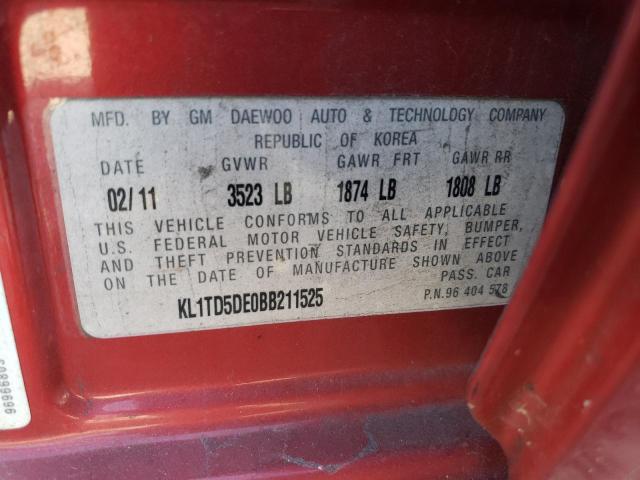 MFD. BY GM DAEWOO AUTO & TECHNOLOGY COMPANY
REPUBLIC OF KOREA
DATE GVWR GAWR FRT GAWR RR
02/11 3523 LB 1874 LB 1808 LB
THIS VEHICLE CONFORMS TO ALL APPLICABLE
U.S. FEDERAL MOTOR VEHICLE SAFETY, BUMPER,
AND THEFT PREVENTION STANDARDS IN EFFECT
ON THE DATE OF MANUFACTURE SHOWN ABOVE
PASS. CAR
KL1TD5DE0BB211525
P.N.96 404 578
96966809